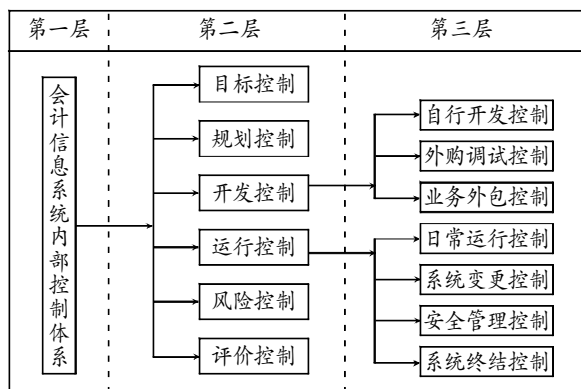 第一层
第二层
第三层
会计信息系统内部控制体系
目标控制
规划控制
开发控制
运行控制
风险控制
评价控制
自行开发控制
外购调试控制
业务外包控制
日常运行控制
系统变更控制
安全管理控制
系统终结控制